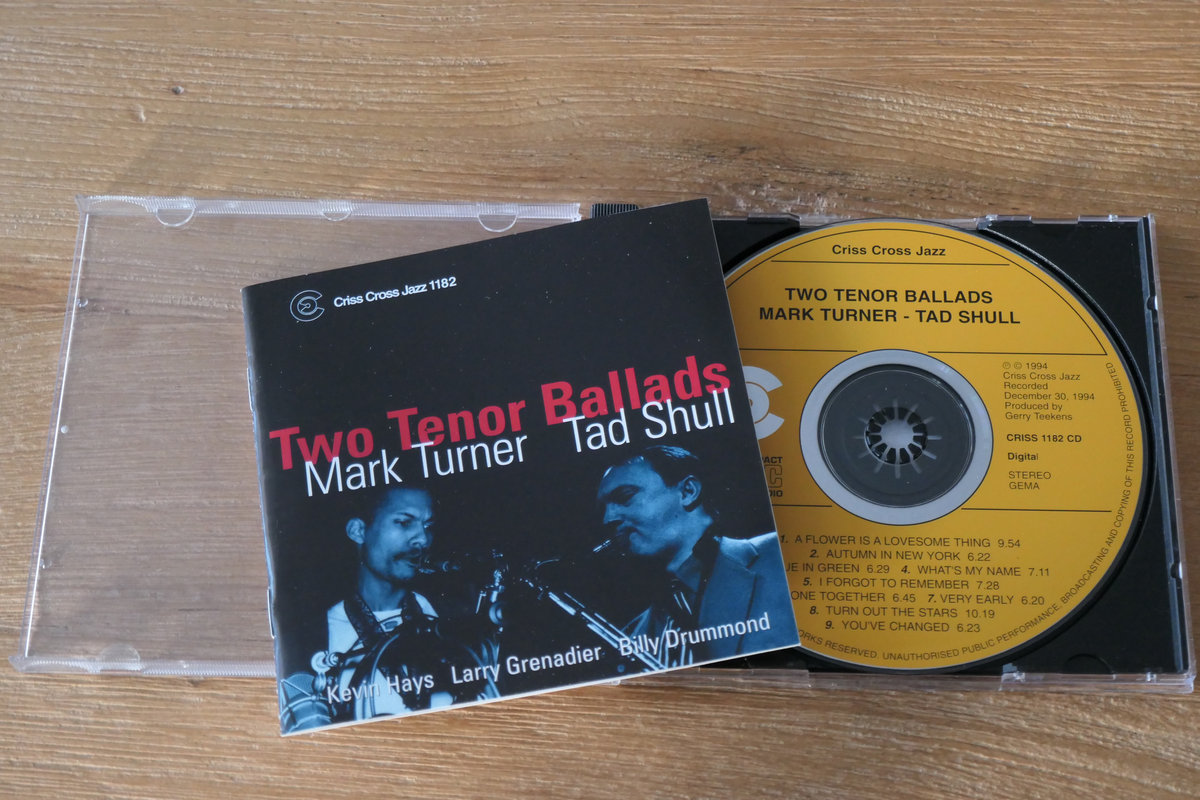 Criss Cross Jazz 1182
Two Tenor Ballads
Mark Turner Tad Shull
Kevin Hays Larry Grenadier Billy Drummond
Criss Cross Jazz
TWO TENOR BALLADS
MARK TURNER - TAD SHULL
℗ © 1994
Criss Cross Jazz
Recorded
December 30, 1994
Produced by
Gerry Teekens
CRISS 1182 CD
Digital
STEREO
GEMA
1. A FLOWER IS A LOVESOME THING 9.54
2. AUTUMN IN NEW YORK 6.22
IN GREEN 6.29 4. WHAT'S MY NAME 7.11
5. I FORGOT TO REMEMBER 7.28
ONE TOGETHER 6.45 7. VERY EARLY 6.20
8. TURN OUT THE STARS 10.19
9. YOU'VE CHANGED 6.23
RESERVED. UNAUTHORISED PUBLIC PERFORMANCE, BROADCASTING AND COPYING OF THIS RECORD PROHIBITED